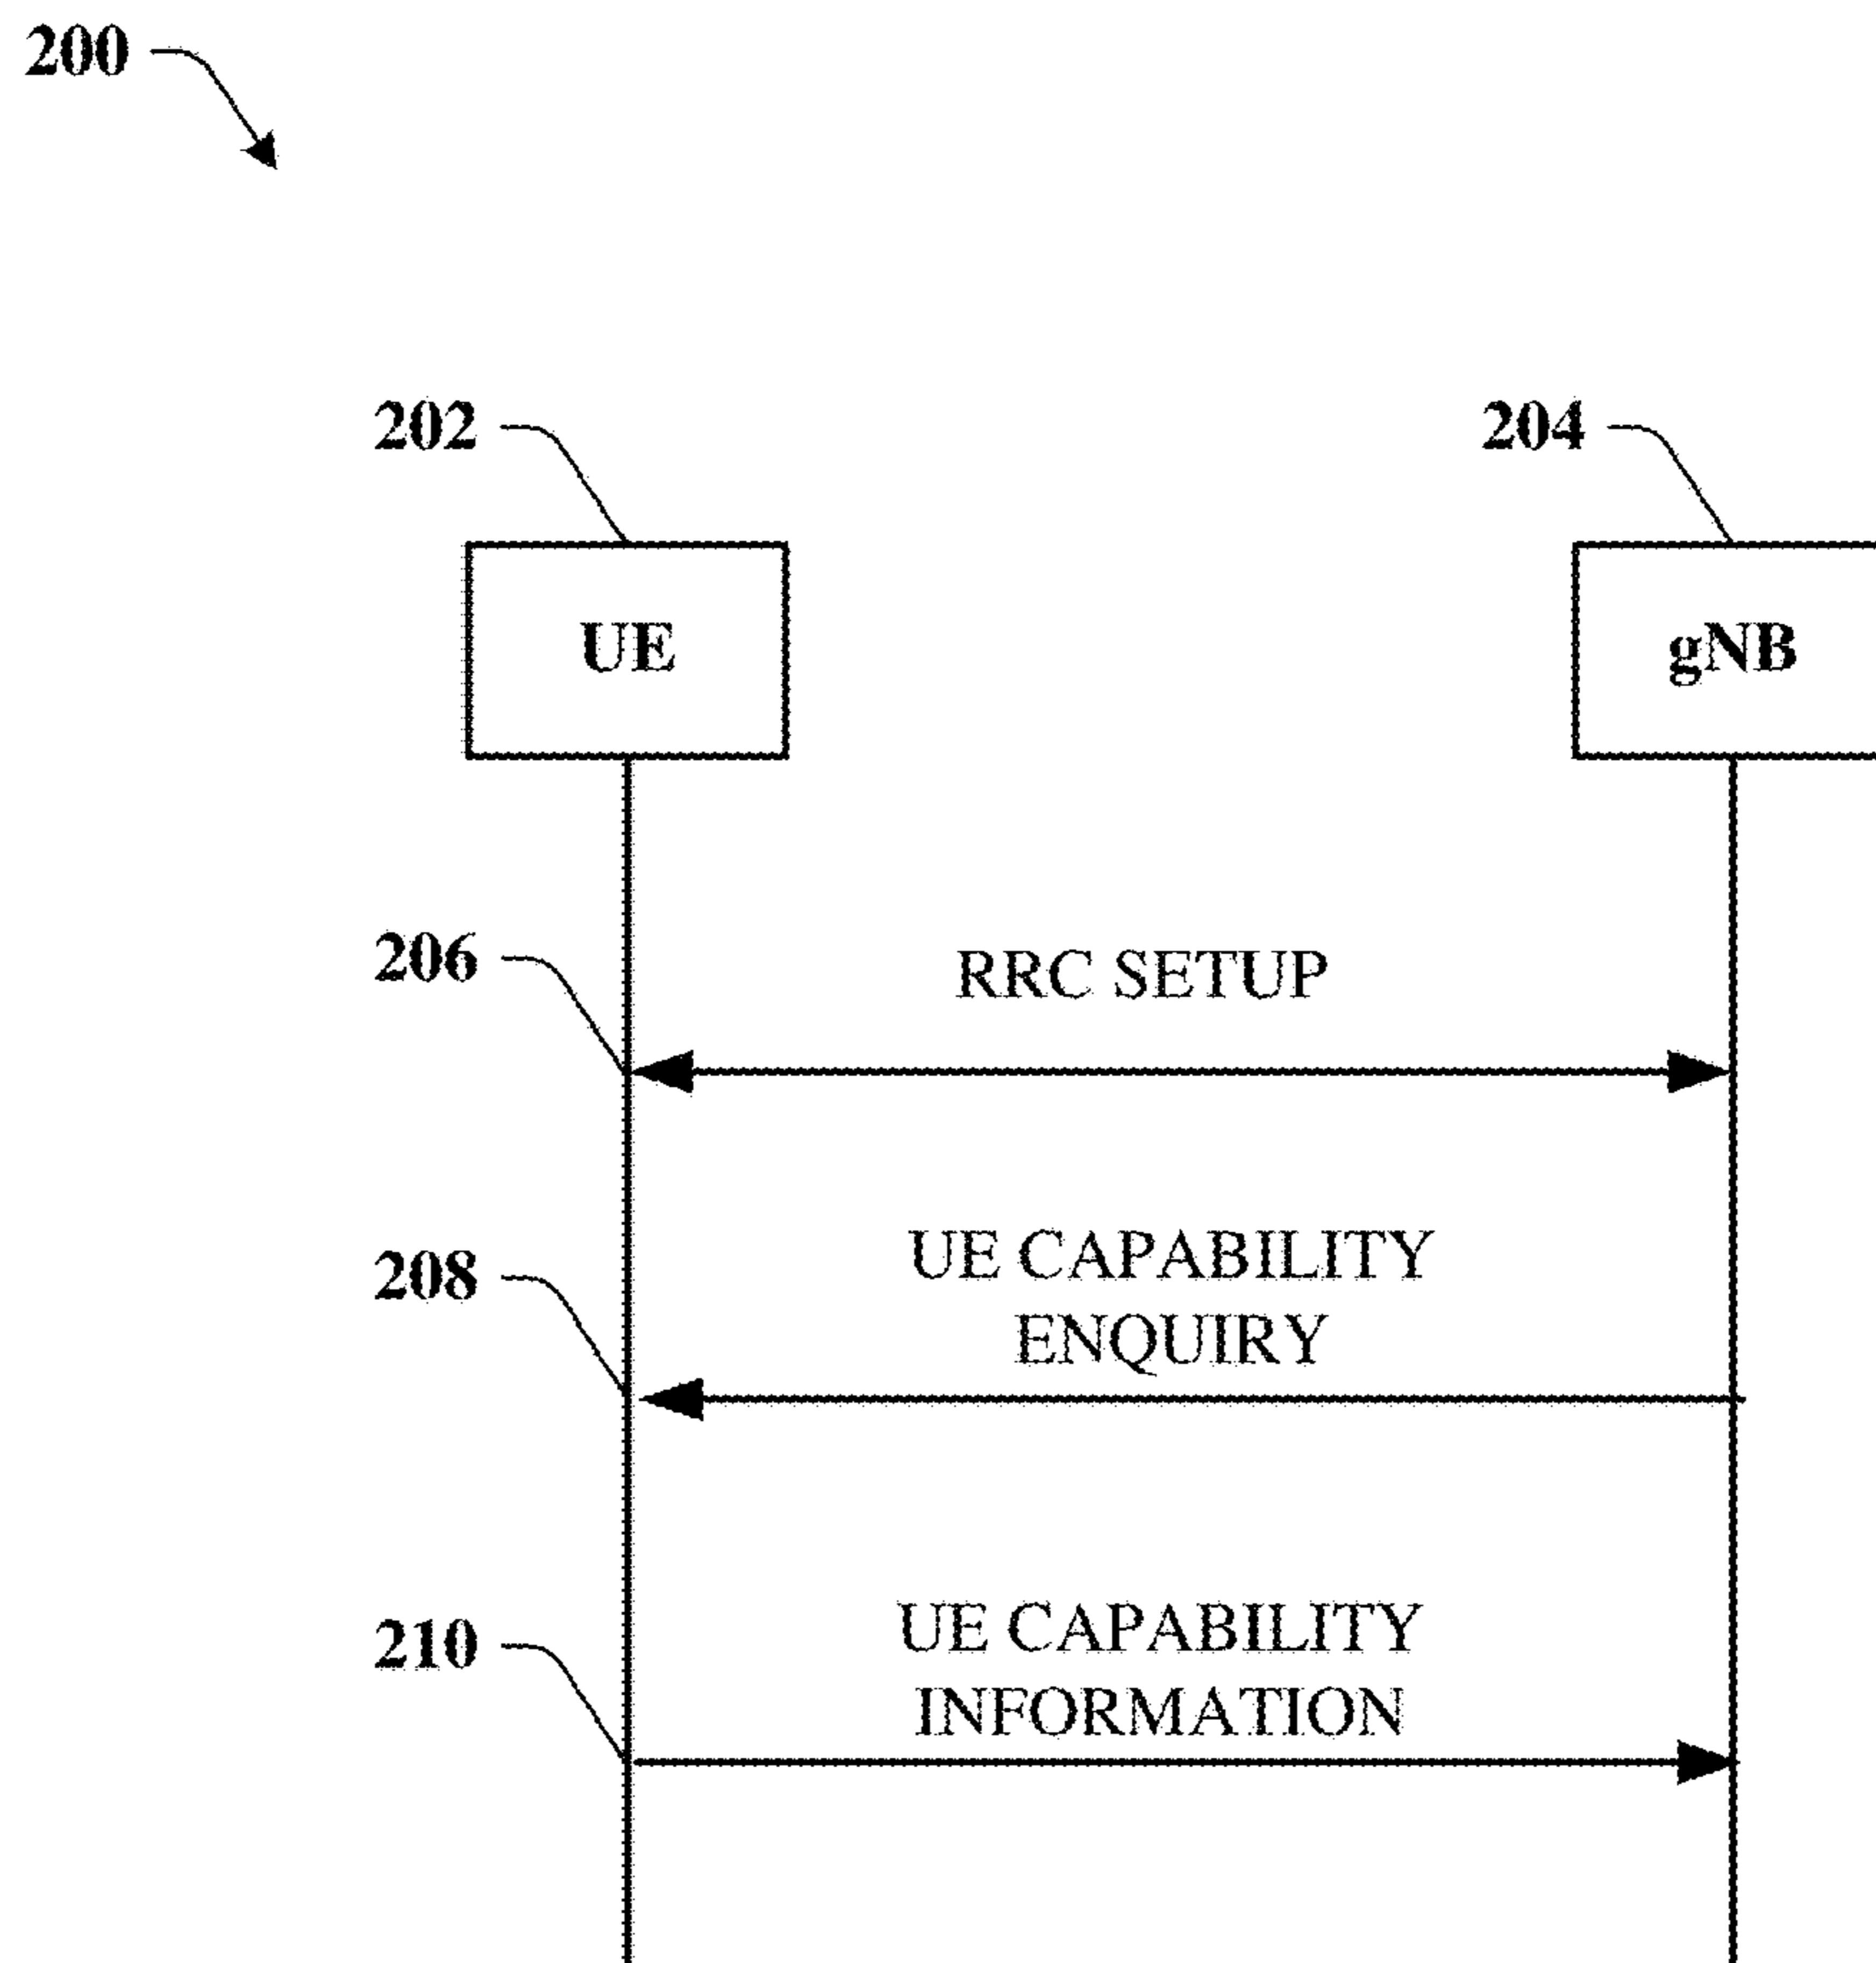 200
202
204
UE
gNB
206
RRC SETUP
208
UE CAPABILITY
ENQUIRY
210
UE CAPABILITY
INFORMATION